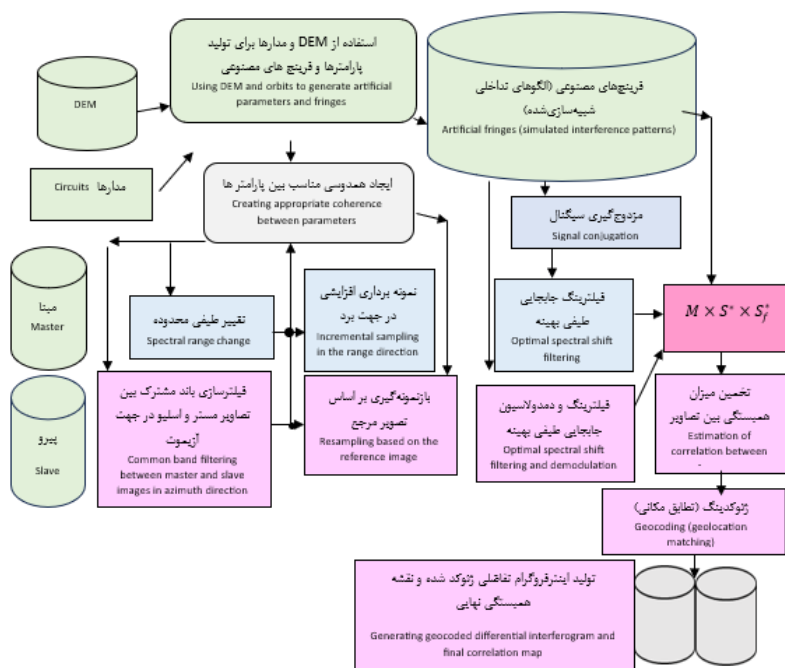 استفاده از DEM و مدارها برای تولید
پارامترها و فرینج های مصنوعی
Using DEM and orbits to generate artificial
parameters and fringes
DEM
فرینج‌های مصنوعی (الگوهای تداخلی
شبیه‌سازی‌شده)
Artificial fringes (simulated interference patterns)
Circuits مدارها
ایجاد همدوسی مناسب بین پارامتر ها
Creating appropriate coherence
between parameters
مزدوج‌گیری سیگنال
Signal conjugation
مبنا
Master
تقییر طیفی محدوده
Spectral range change
نمونه برداری افزایشی
در جهت برد
Incremental sampling
in the range direction
فیلترینگ جابجایی
طیفی بهینه
Optimal spectral shift
filtering
M × S* × S*f
پیرو
Slave
فیلترسازی باند مشترک بین
تصاویر مستر و اسلیو در جهت
آزیموت
Common band filtering
between master and slave
images in azimuth direction
بازنمونه‌گیری بر اساس
تصویر مرجع
Resampling based on the
reference image
فیلترینگ و دمدولاسیون
جابجایی طیفی بهینه
Optimal spectral shift
filtering and demodulation
تخمین میزان
همبستگی بین تصاویر
Estimation of
correlation between
ژئوکدینگ (تطابق مکانی)
Geocoding (geolocation
matching)
تولید اینترفروگرام تفاضلی ژئوکد شده و نقشه
همبستگی نهایی
Generating geocoded differential interferogram and
final correlation map